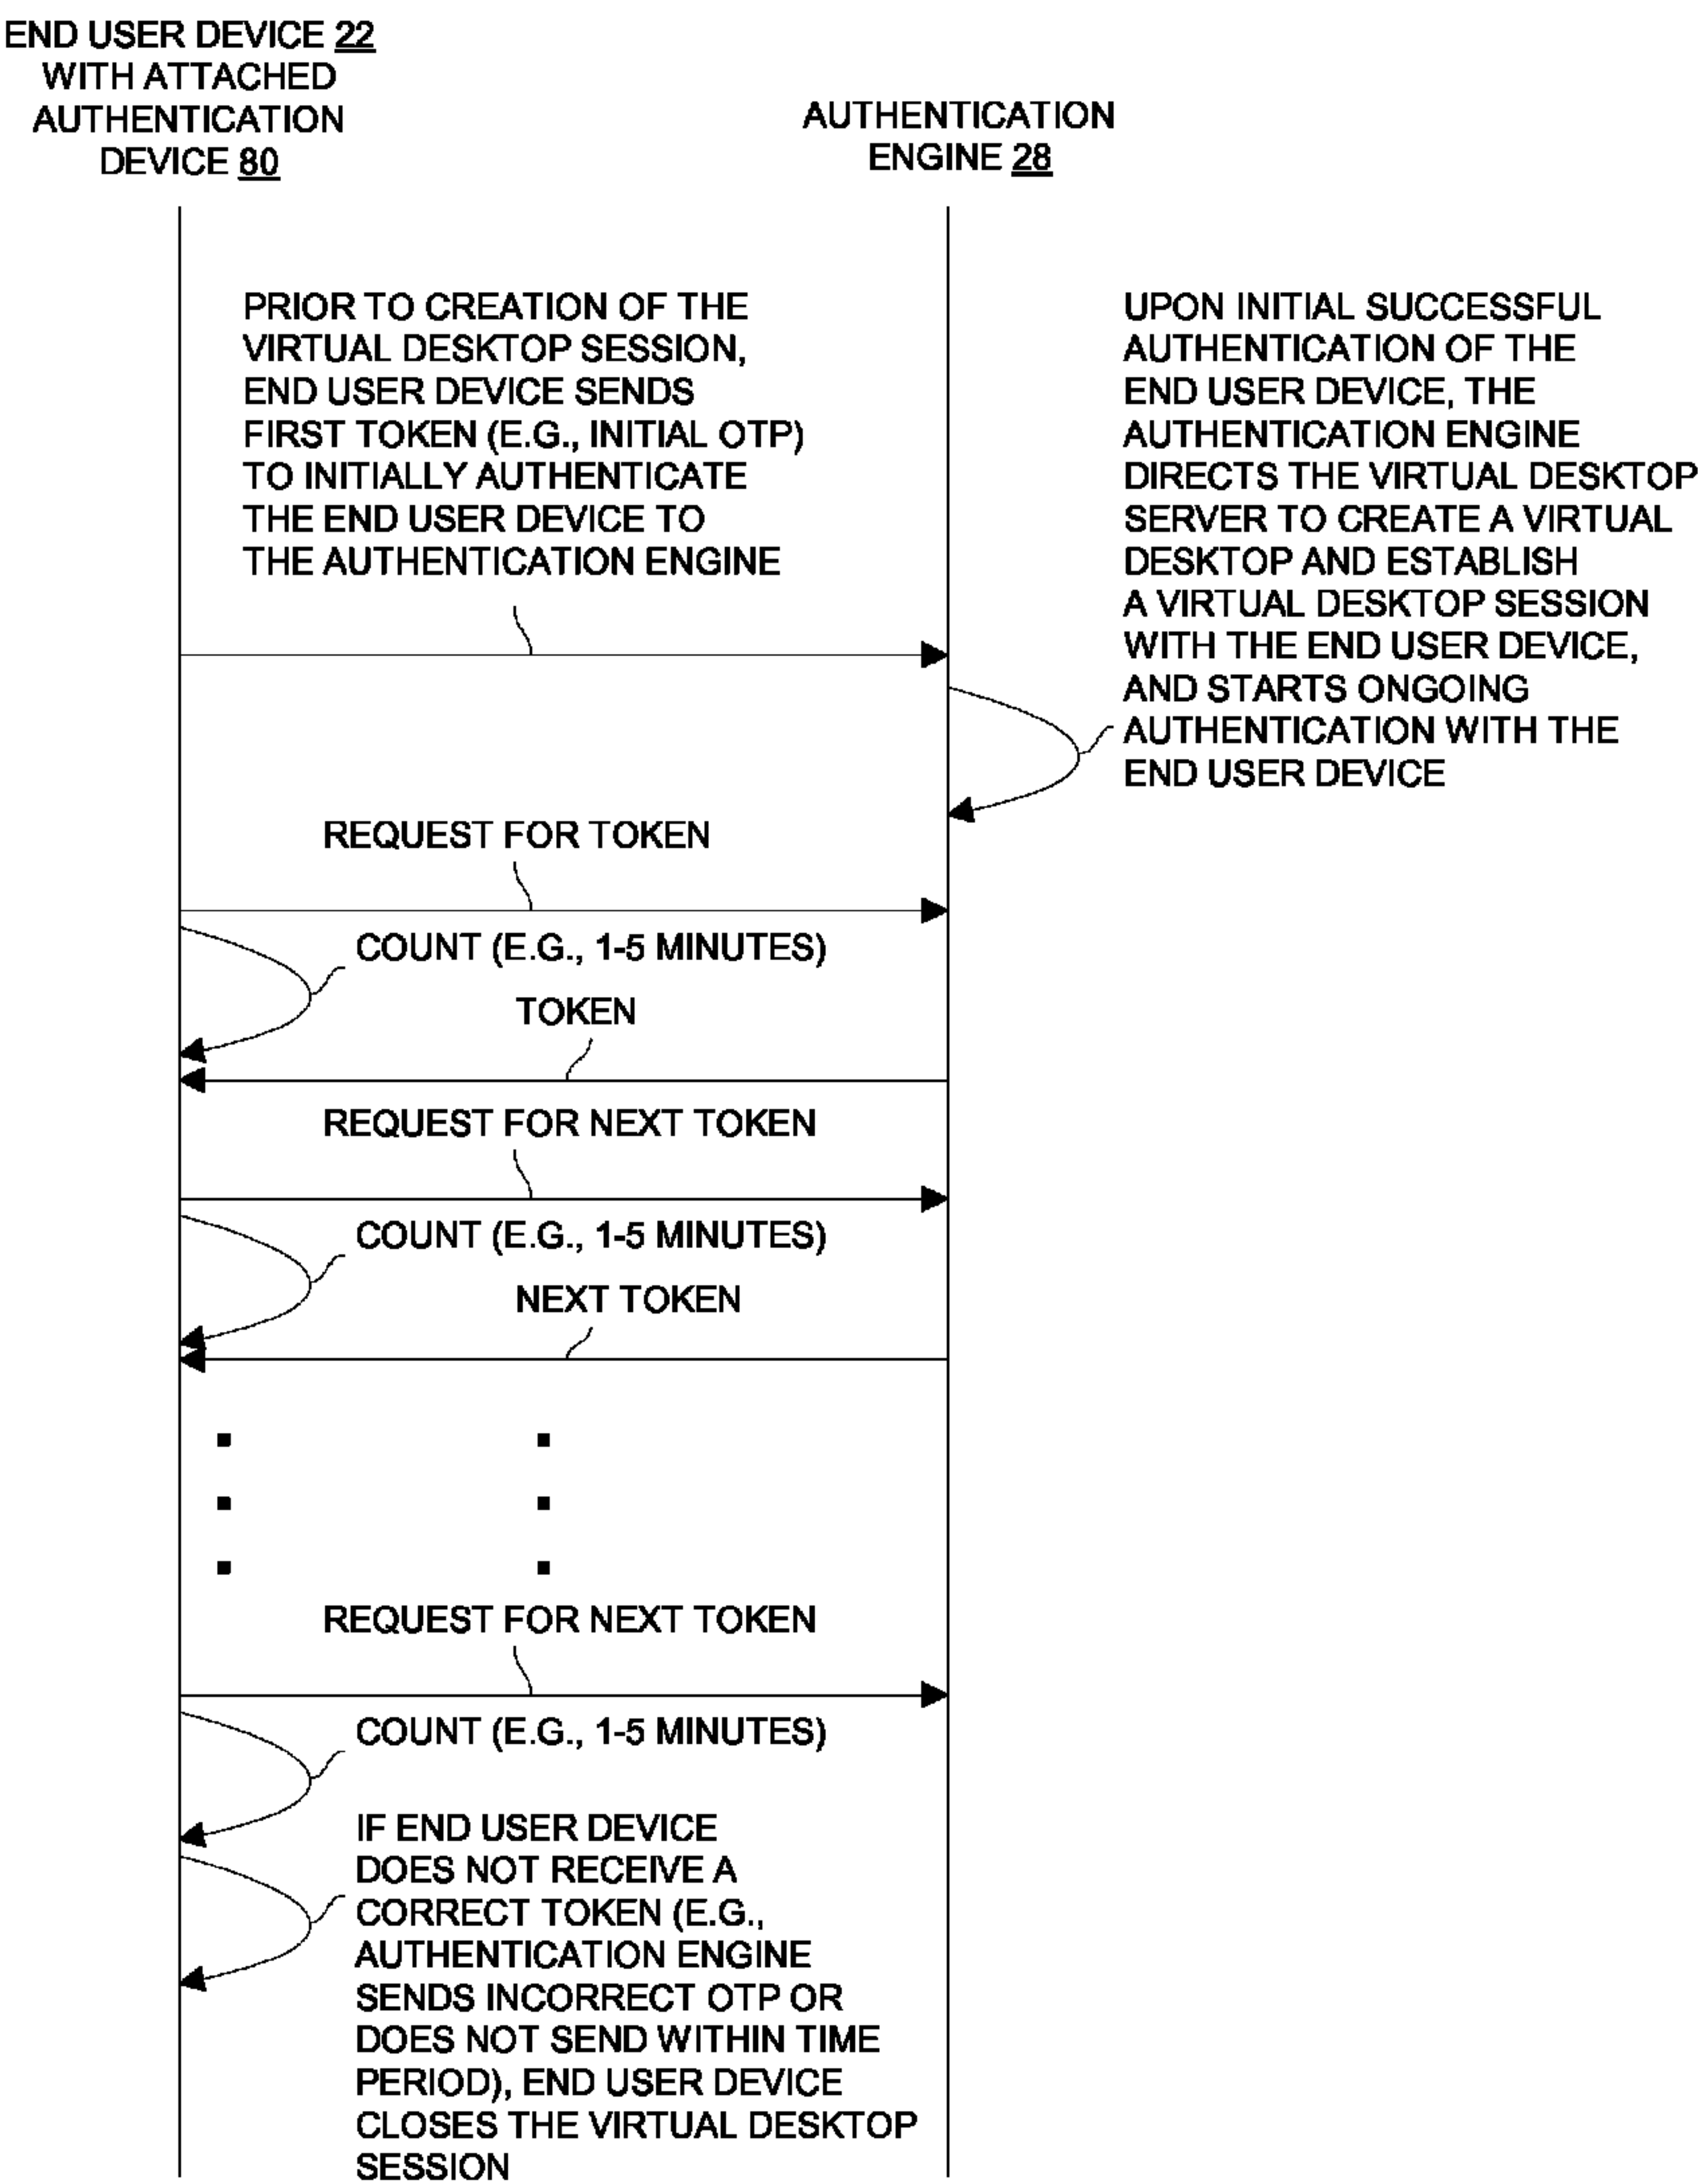 END USER DEVICE 22
WITH ATTACHED
AUTHENTICATION
DEVICE 80
AUTHENTICATION
ENGINE 28
PRIOR TO CREATION OF THE
VIRTUAL DESKTOP SESSION,
END USER DEVICE SENDS
FIRST TOKEN (E.G., INITIAL OTP)
TO INITIALLY AUTHENTICATE
THE END USER DEVICE TO
THE AUTHENTICATION ENGINE
UPON INITIAL SUCCESSFUL
AUTHENTICATION OF THE
END USER DEVICE, THE
AUTHENTICATION ENGINE
DIRECTS THE VIRTUAL DESKTOP
SERVER TO CREATE A VIRTUAL
DESKTOP AND ESTABLISH
A VIRTUAL DESKTOP SESSION
WITH THE END USER DEVICE,
AND STARTS ONGOING
AUTHENTICATION WITH THE
END USER DEVICE
REQUEST FOR TOKEN
COUNT (E.G., 1-5 MINUTES)
TOKEN
REQUEST FOR NEXT TOKEN
COUNT (E.G., 1-5 MINUTES)
NEXT TOKEN
REQUEST FOR NEXT TOKEN
COUNT (E.G., 1-5 MINUTES)
IF END USER DEVICE
DOES NOT RECEIVE A
CORRECT TOKEN (E.G.,
AUTHENTICATION ENGINE
SENDS INCORRECT OTP OR
DOES NOT SEND WITHIN TIME
PERIOD), END USER DEVICE
CLOSES THE VIRTUAL DESKTOP
SESSION